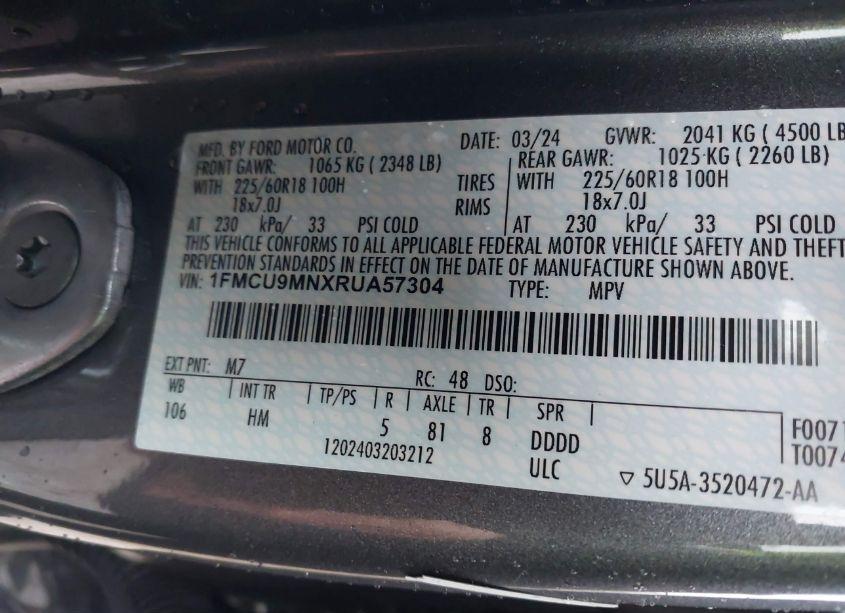 MFD. BY FORD MOTOR CO. DATE: 03/24 GVWR: 2041 KG ( 4500 LB
FRONT GAWR: 1065 KG ( 2348 LB) REAR GAWR: 1025 KG ( 2260 LB)
WITH 225/60R18 100H TIRES WITH 225/60R18 100H
18x7.0J RIMS 18x7.0J
AT 230 kPa/ 33 PSI COLD AT 230 kPa/ 33 PSI COLD
THIS VEHICLE CONFORMS TO ALL APPLICABLE FEDERAL MOTOR VEHICLE SAFETY AND THEFT
PREVENTION STANDARDS IN EFFECT ON THE DATE OF MANUFACTURE SHOWN ABOVE.
VIN: 1FMCU9MNXRUA57304 TYPE: MPV
EXT PNT: M7 RC: 48 DSO:
WB INT TR TP/PS R AXLE TR SPR
106 HM 5 81 8 DDDD F0071
1202403203212 ULC T0074
▽ 5U5A-3520472-AA